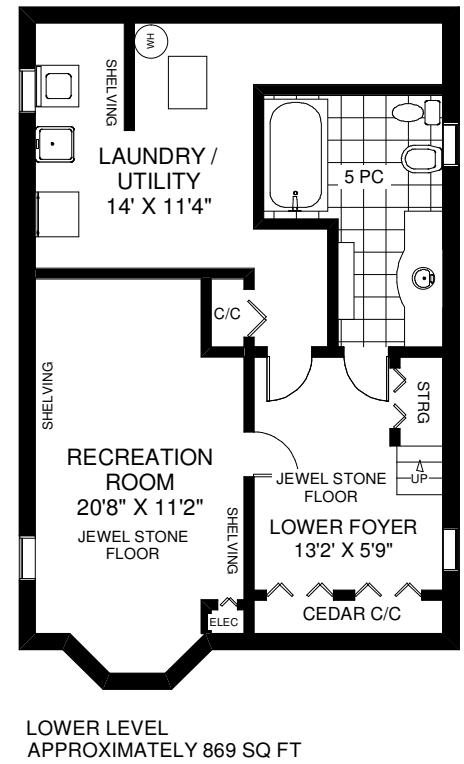 HW
SHELVING
LAUNDRY /
UTILITY
14' X 11'4"
5 PC
C/C
SHELVING
STRG
UP
RECREATION
ROOM
20'8" X 11'2"
JEWEL STONE
FLOOR
JEWEL STONE
FLOOR
LOWER FOYER
13'2' X 5'9"
SHELVING
ELEC
CEDAR C/C
LOWER LEVEL
APPROXIMATELY 869 SQ FT